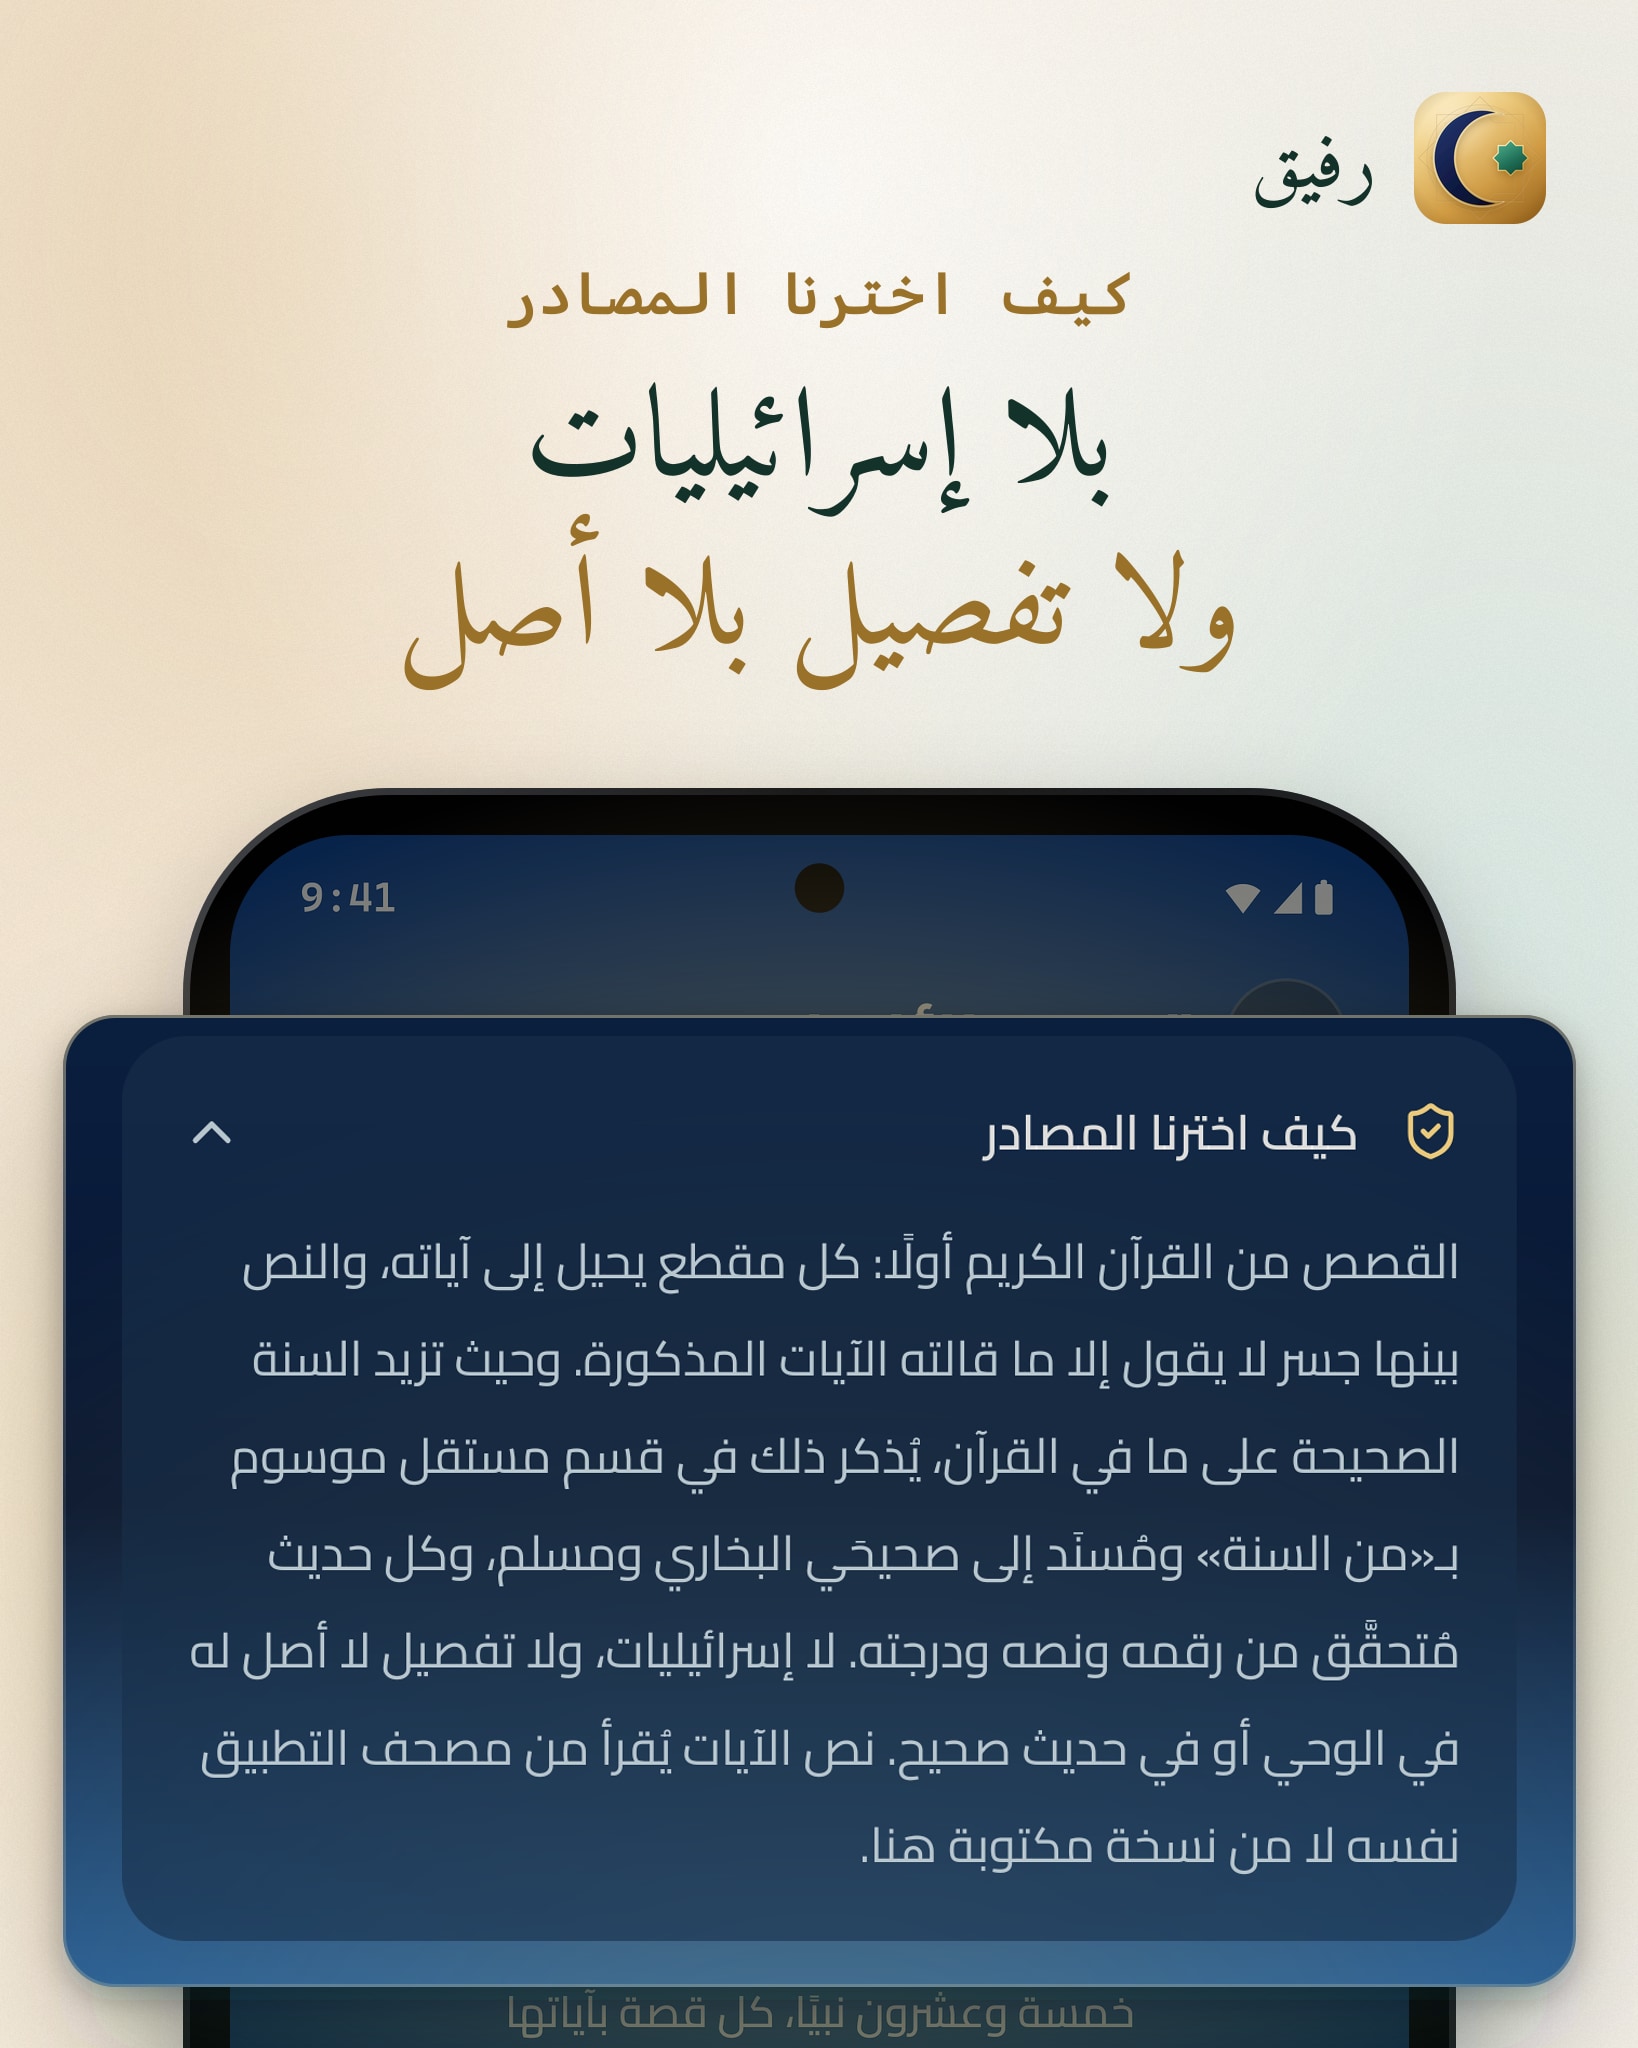 رفيق
كيف اخترنا المصادر
بلا إسرائيليات
ولا تفصيل بلا أصل
9:41
كيف اخترنا المصادر
القصص من القرآن الكريم أولًا: كل مقطع يحيل إلى آياته، والنص
بينها جسر لا يقول إلا ما قالته الآيات المذكورة. وحيث تزيد السنة
الصحيحة على ما في القرآن، يُذكر ذلك في قسم مستقل موسوم
بـ«من السنة» ومُسنَد إلى صحيحَي البخاري ومسلم، وكل حديث
مُتحقَّق من رقمه ونصه ودرجته. لا إسرائيليات، ولا تفصيل لا أصل له
في الوحي أو في حديث صحيح. نص الآيات يُقرأ من مصحف التطبيق
نفسه لا من نسخة مكتوبة هنا.
خمسة وعشرون نبيًا، كل قصة بآياتها